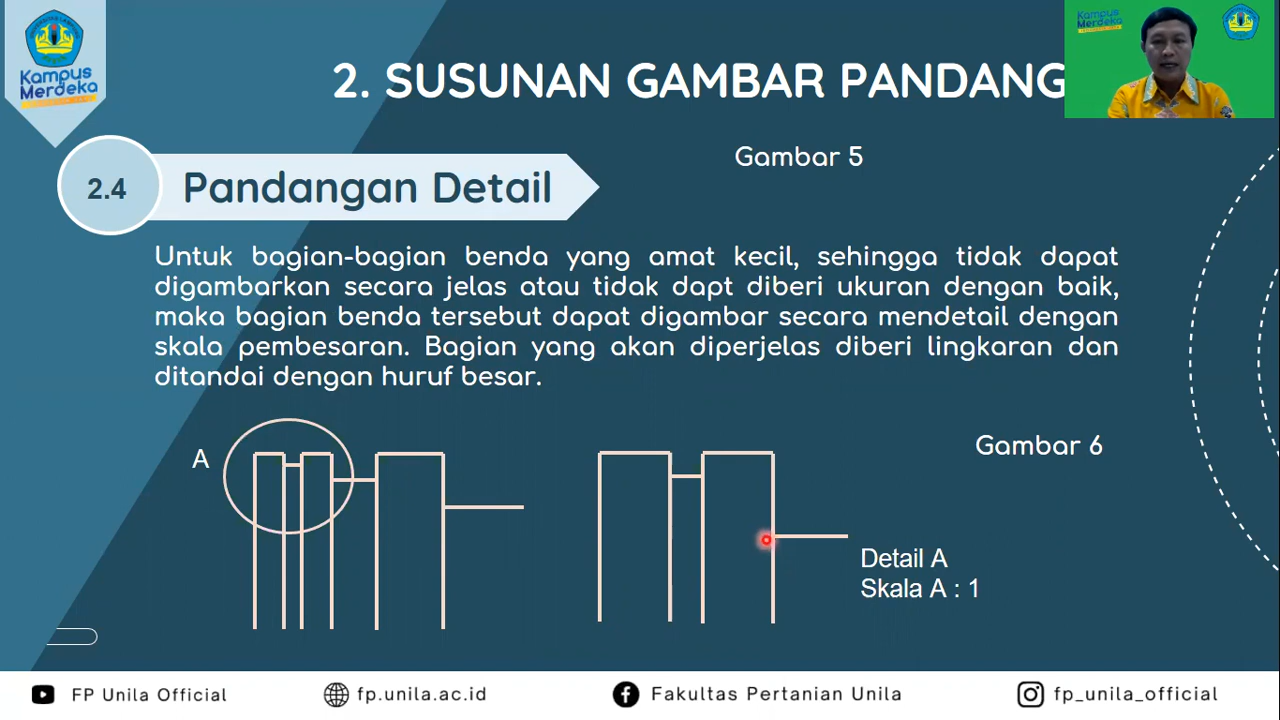 Kampus
Merdeka
2. SUSUNAN GAMBAR PANDANG
Kampus
Merdeka
Gambar 5
2.4
Pandangan Detail
Untuk bagian-bagian benda yang amat kecil, sehingga tidak dapat
digambarkan secara jelas atau tidak dapt diberi ukuran dengan baik,
maka bagian benda tersebut dapat digambar secara mendetail dengan
skala pembesaran. Bagian yang akan diperjelas diberi lingkaran dan
ditandai dengan huruf besar.
A
Gambar 6
Detail A
Skala A : 1
FP Unila Official
fp.unila.ac.id
Fakultas Pertanian Unila
fp_unila_official